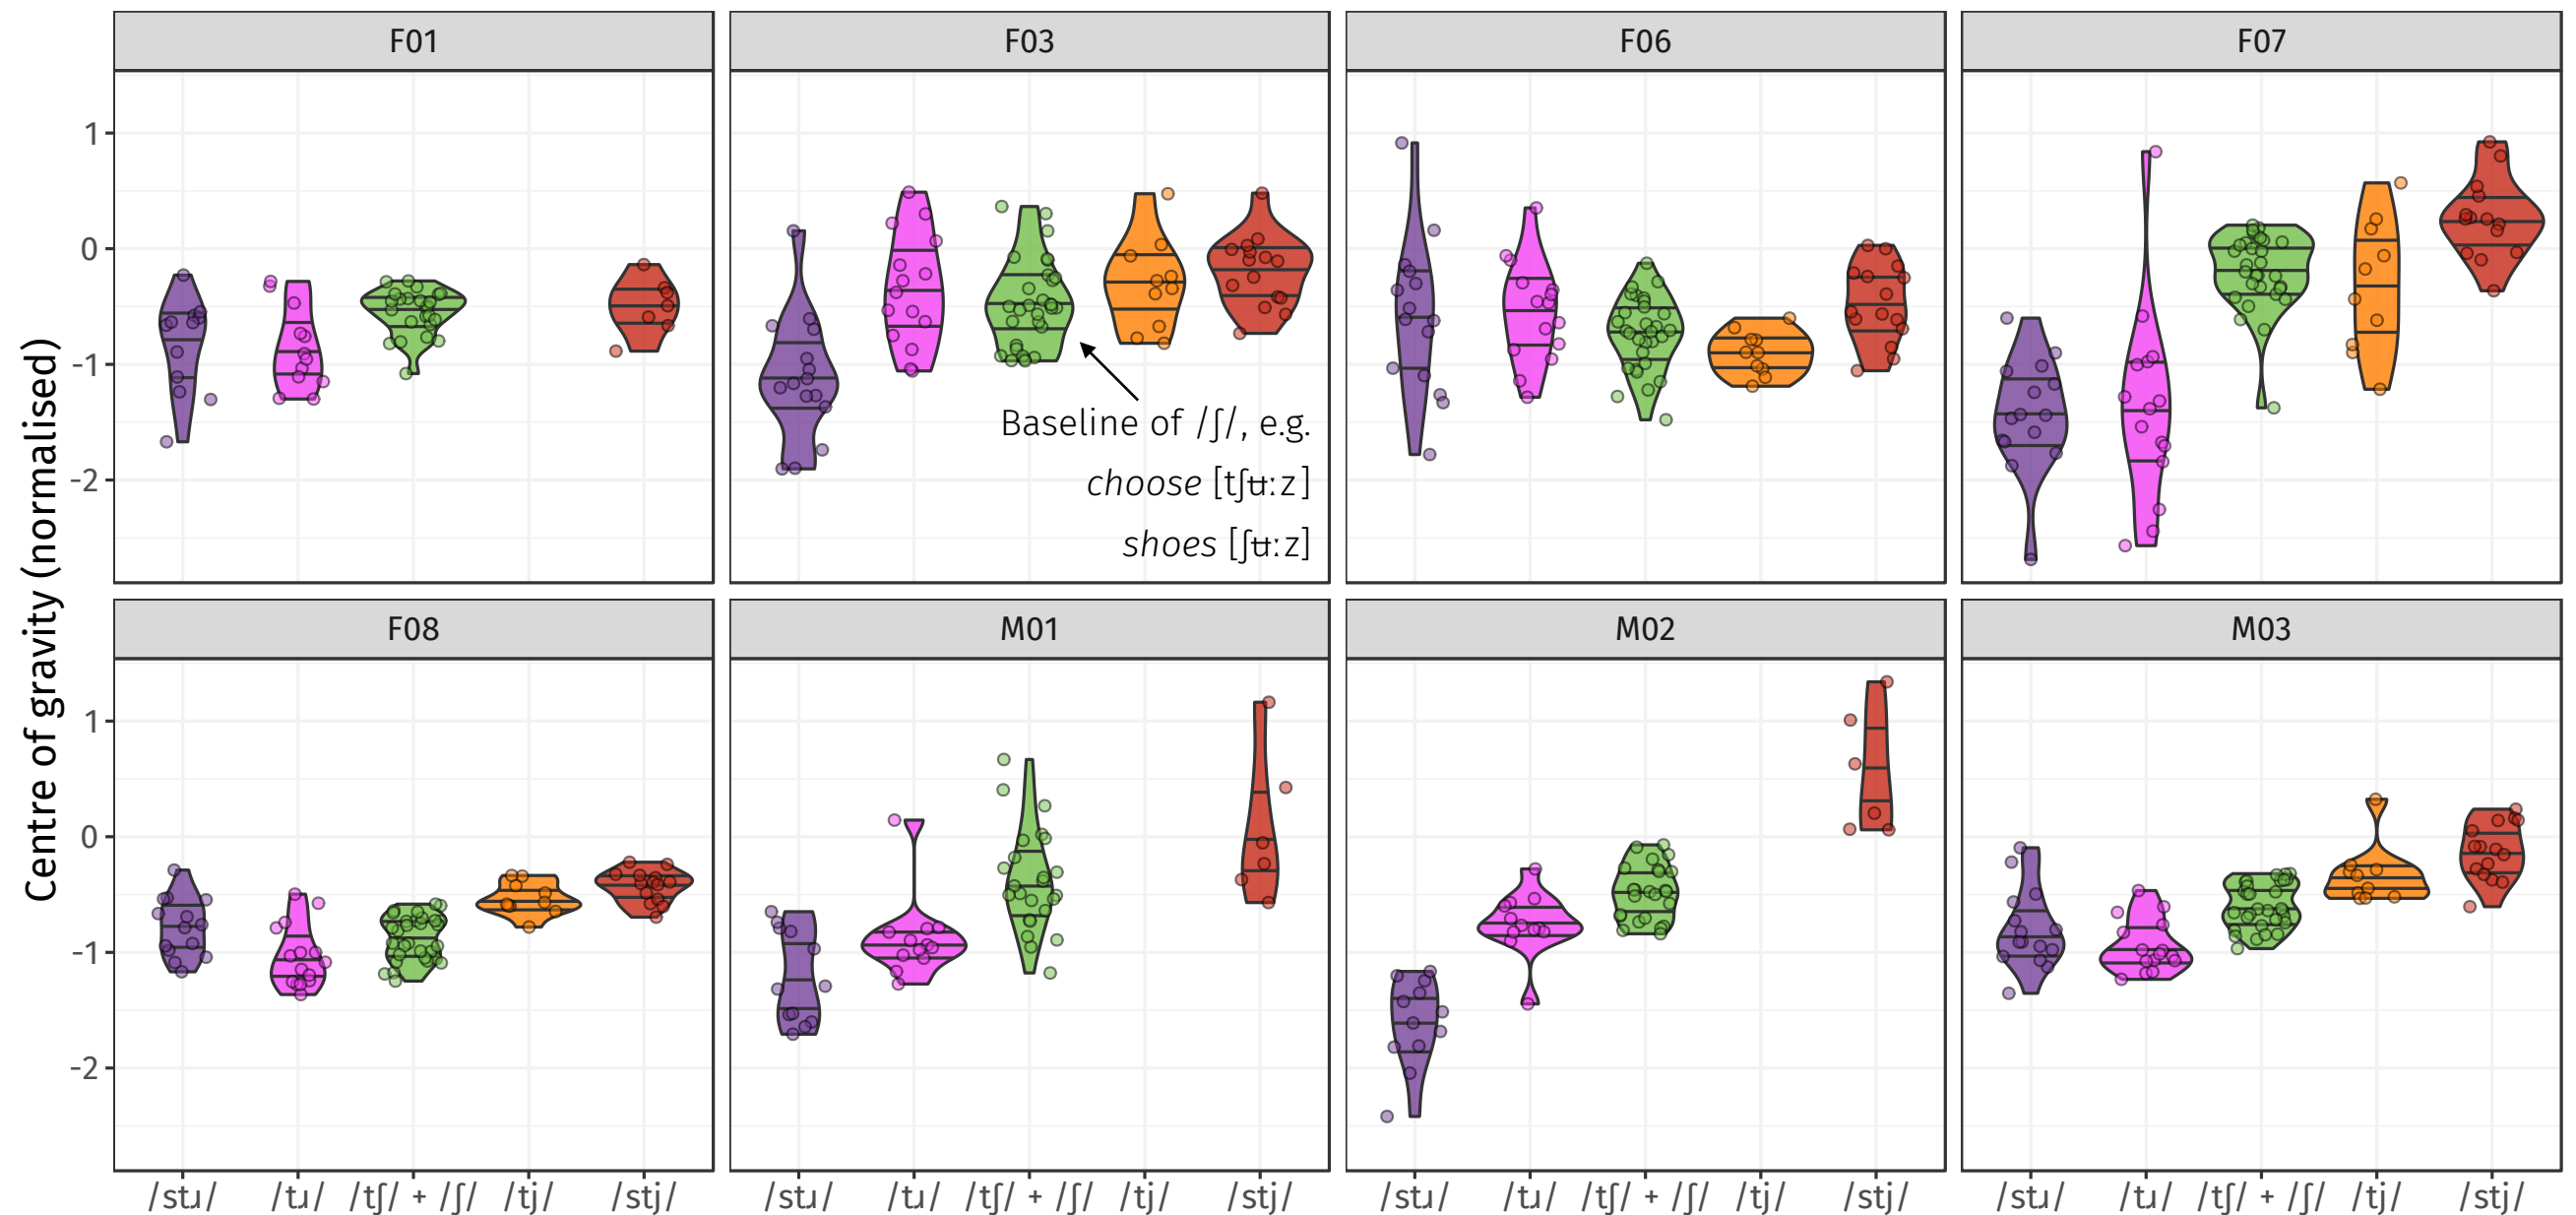 F01 F03 F06 F07
1
0
-1
-2
Baseline of /ʃ/, e.g.
choose [tʃʉːz]
shoes [ʃʉːz]
Centre of gravity (normalised)
F08 M01 M02 M03
1
0
-1
-2
/stɹ/ /tɹ/ /tʃ/ + /ʃ/ /tj/ /stj/ /stɹ/ /tɹ/ /tʃ/ + /ʃ/ /tj/ /stj/ /stɹ/ /tɹ/ /tʃ/ + /ʃ/ /tj/ /stj/ /stɹ/ /tɹ/ /tʃ/ + /ʃ/ /tj/ /stj/